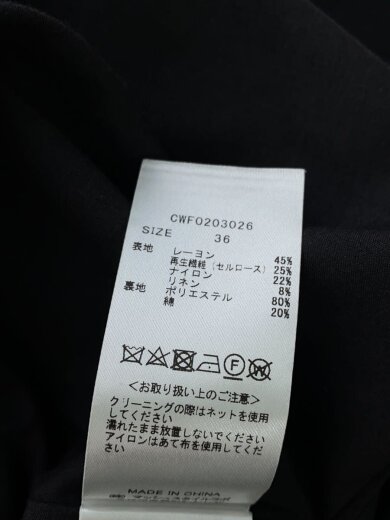 CWFO203026
SIZE 36
表地 レーヨン 45%
再生繊維(セルロース) 25%
ナイロン 22%
リネン 8%
裏地 ポリエステル 80%
綿 20%
<お取り扱い上のご注意>
クリーニングの際はネットを使用
してください
濡れたまま放置しないでください
アイロンはあて布を使用してくだ
さい
MADE IN CHINA